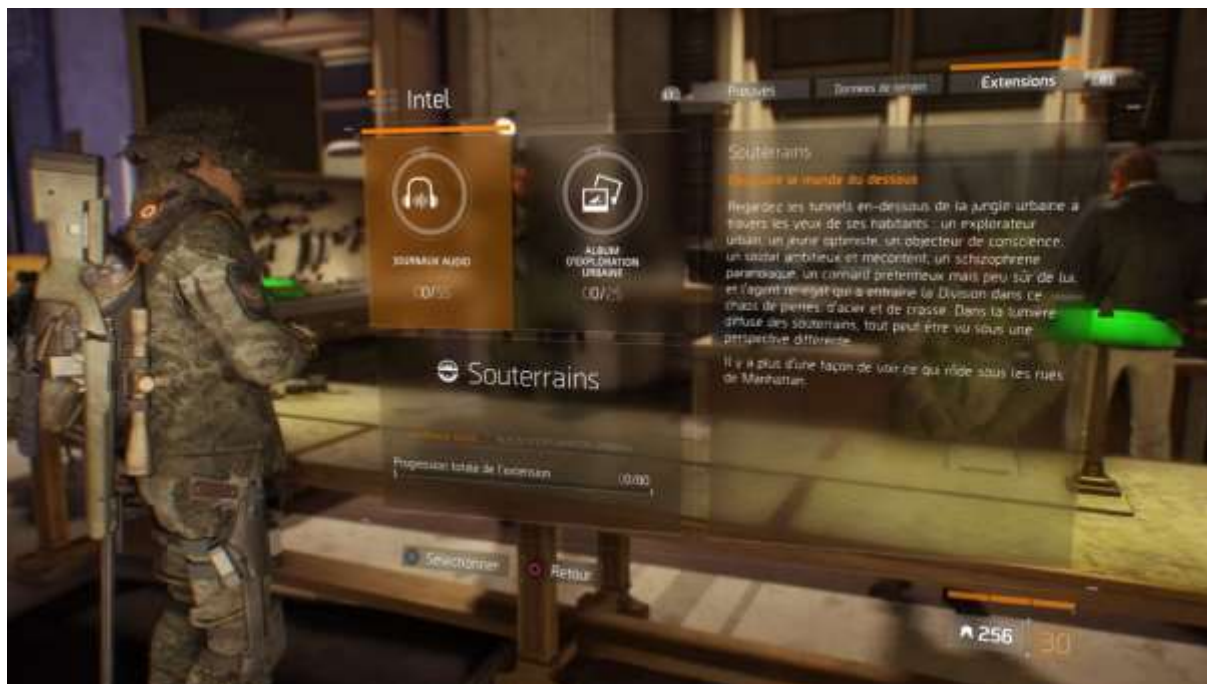 Intel
Preuves
Données de terrain
Extensions
JOURNAUX AUDIO
00/55
ALBUM
D'EXPLORATION
URBAINE
00/25
Souterrains
Progression totale de l'extension
00/80
Souterrains
le monde du dessous
Regardez les tunnels en-dessous de la jungle urbaine à
travers les yeux de ses habitants : un explorateur
urbain, un jeune optimiste, un objecteur de conscience,
un soldat ambitieux et mécontent, un schizophrène
paranoïaque, un connard prétentieux mais peu sûr de lui,
et l'agent renégat qui a entraîné la Division dans ce
chaos de pierres, d'acier et de crasse. Dans la lumière
diffuse des souterrains, tout peut être vu sous une
perspective différente.
Il y a plus d'une façon de voir ce qui rôde sous les rues
de Manhattan.
Sélectionner
Retour
256
30